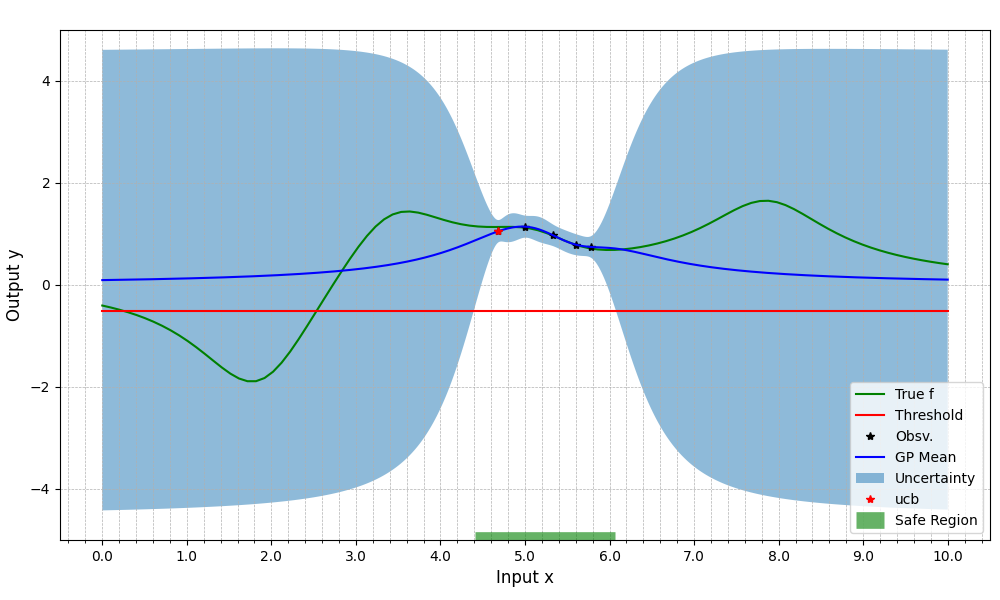 4
2
0
−2
−4
Output y
0.0 1.0 2.0 3.0 4.0 5.0 6.0 7.0 8.0 9.0 10.0
Input x
True f
Threshold
Obsv.
GP Mean
Uncertainty
ucb
Safe Region